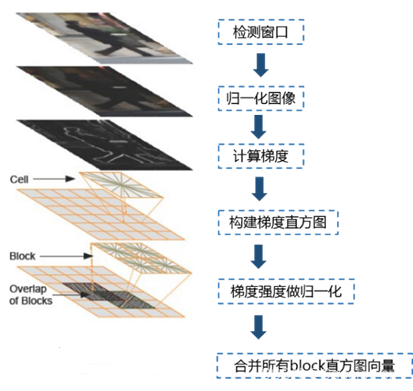 检测窗口
归一化图像
计算梯度
Cell
构建梯度直方图
Block
Overlap
of Blocks
梯度强度做归一化
合并所有block直方图向量